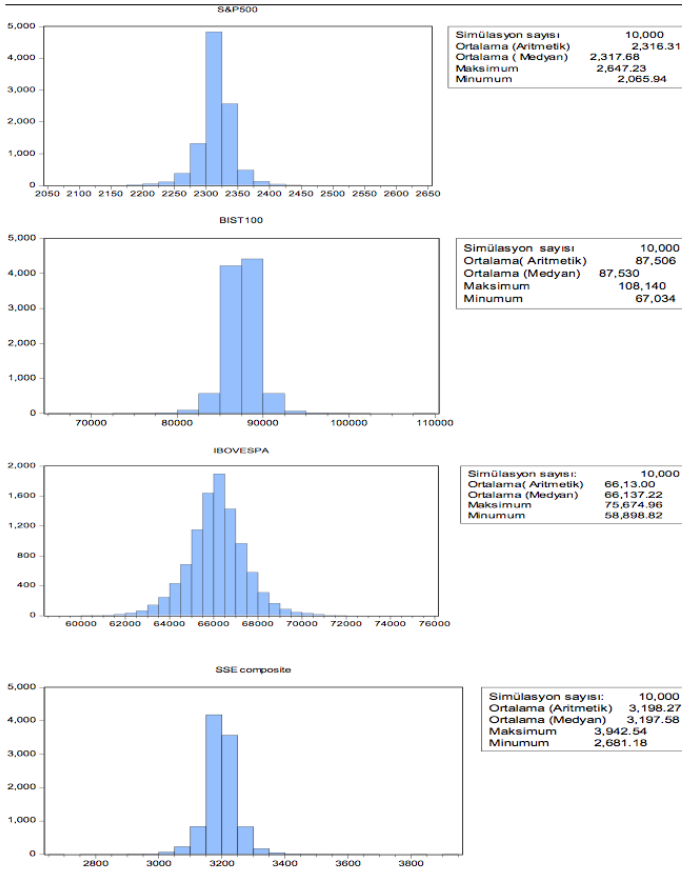 S&P500
5,000
4,000
3,000
2,000
1,000
0
2050 2100 2150 2200 2250 2300 2350 2400 2450 2500 2550 2600 2650
Simülasyon sayısı 10,000
Ortalama (Aritmetik) 2,316.31
Ortalama ( Medyan) 2,317.68
Maksimum 2,647.23
Minumum 2,065.94
BIST100
5,000
4,000
3,000
2,000
1,000
0
70000 80000 90000 100000 110000
Simülasyon sayısı 10,000
Ortalama( Aritmetik) 87,506
Ortalama (Medyan) 87,530
Maksimum 108,140
Minumum 67,034
IBOVESPA
2,000
1,600
1,200
800
400
0
60000 62000 64000 66000 68000 70000 72000 74000 76000
Simülasyon sayısı: 10,000
Ortalama( Aritmetik) 66,13.00
Ortalama (Medyan) 66,137.22
Maksimum 75,674.96
Minumum 58,898.82
SSE composite
5,000
4,000
3,000
2,000
1,000
0
2800 3000 3200 3400 3600 3800
Simülasyon sayısı: 10,000
Ortalama (Aritmetik) 3,198.27
Ortalama (Medyan) 3,197.58
Maksimum 3,942.54
Minumum 2,681.18